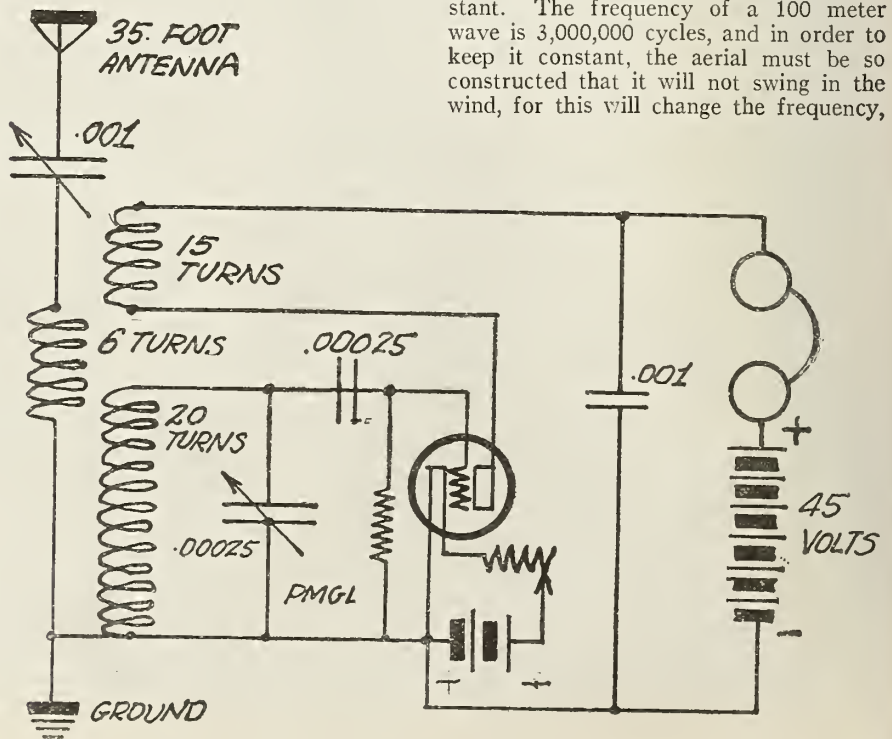 stant. The frequency of a 100 meter
wave is 3,000,000 cycles, and in order to
keep it constant, the aerial must be so
constructed that it will not swing in the
wind, for this will change the frequency,
35. FOOT
ANTENNA
.001
15
TURNS
6 TURNS
.00025
20
TURNS
.00025
PMGL
.001
+
45
VOLTS
-
GROUND